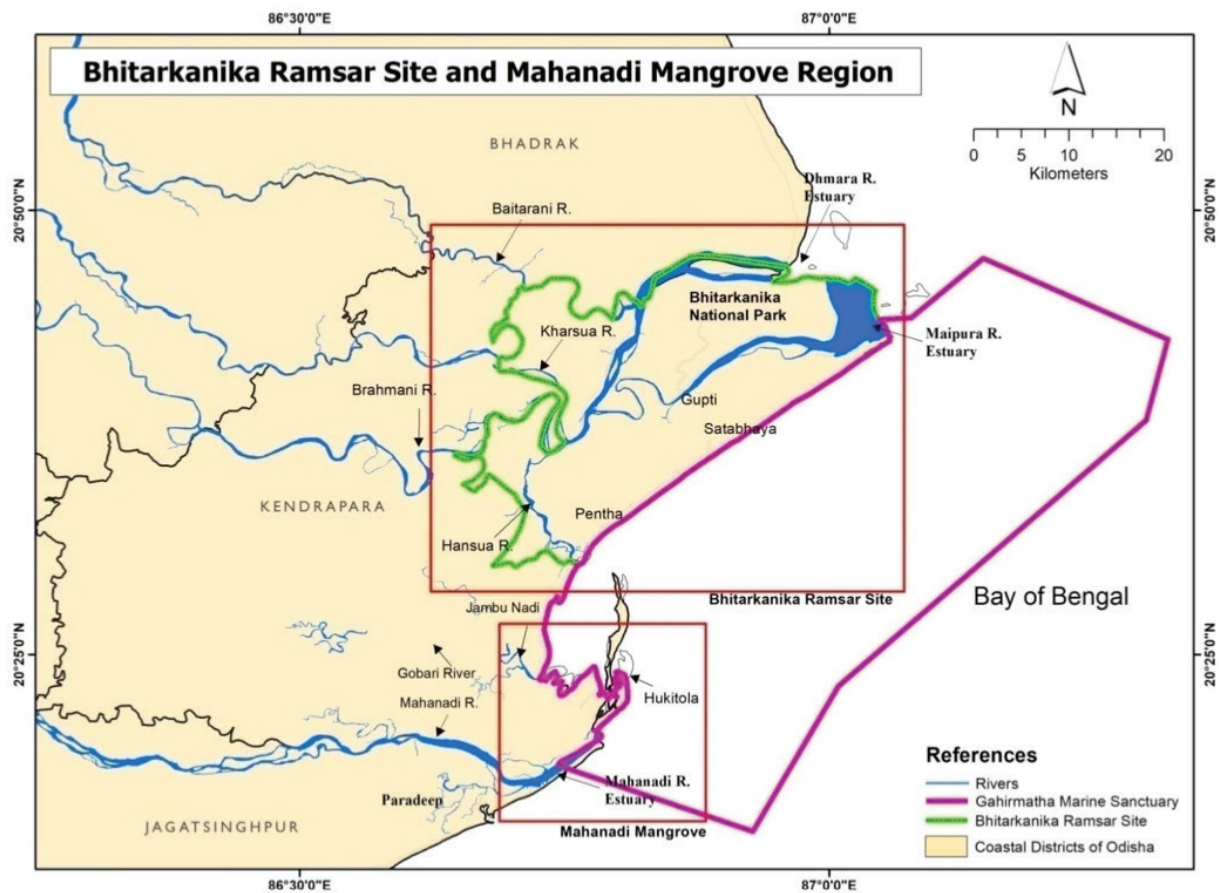 86°30'0"E
87°0'0"E
Bhitarkanika Ramsar Site and Mahanadi Mangrove Region
N
0 5 10 20
Kilometers
BHADRAK
Dhmara R.
Estuary
20°50'0"N
20°50'0"N
Baitarani R.
Bhitarkanika
National Park
Kharsua R.
Maipura R.
Estuary
Brahmani R.
Gupti
Satabhaya
KENDRAPARA
Pentha
Hansua R.
Bhitarkanika Ramsar Site
Bay of Bengal
Jambu Nadi
20°25'0"N
20°25'0"N
Gobari River
Hukitola
Mahanadi R.
Mahanadi R.
Estuary
Paradeep
JAGATSINGHPUR
Mahanadi Mangrove
References
Rivers
Gahirmatha Marine Sanctuary
Bhitarkanika Ramsar Site
Coastal Districts of Odisha
86°30'0"E
87°0'0"E